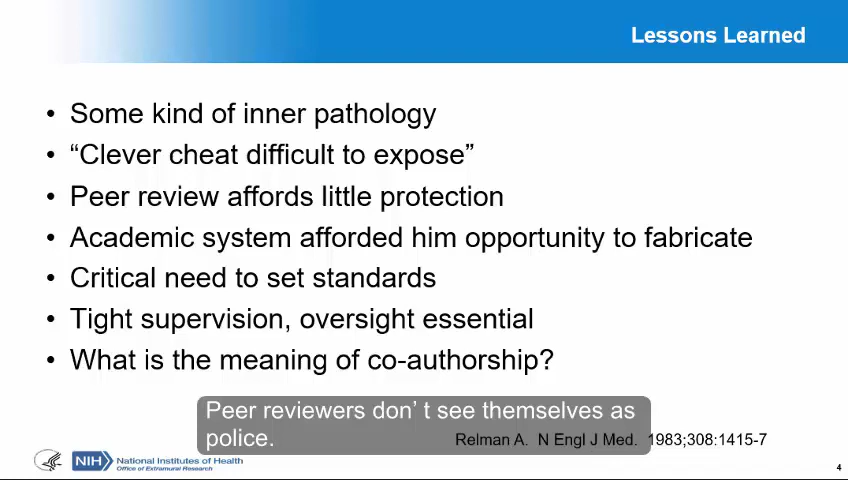 Lessons Learned
• Some kind of inner pathology
• “Clever cheat difficult to expose”
• Peer review affords little protection
• Academic system afforded him opportunity to fabricate
• Critical need to set standards
• Tight supervision, oversight essential
• What is the meaning of co-authorship?
Peer reviewers don’ t see themselves as
police.
Relman A. N Engl J Med. 1983;308:1415-7
NIH National Institutes of Health
Office of Extramural Research
4